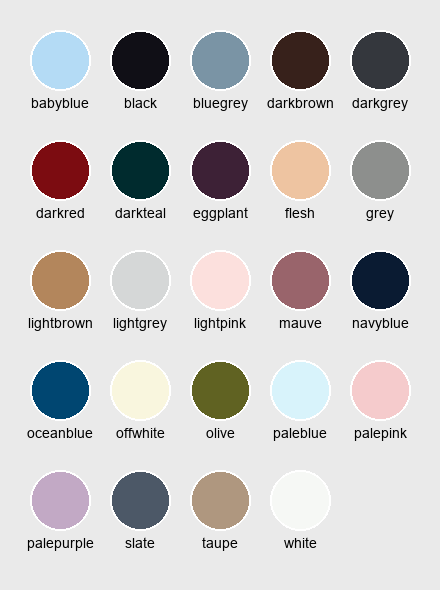 babyblue black bluegrey darkbrown darkgrey
darkred darkteal eggplant flesh grey
lightbrown lightgrey lightpink mauve navyblue
oceanblue offwhite olive paleblue palepink
palepurple slate taupe white